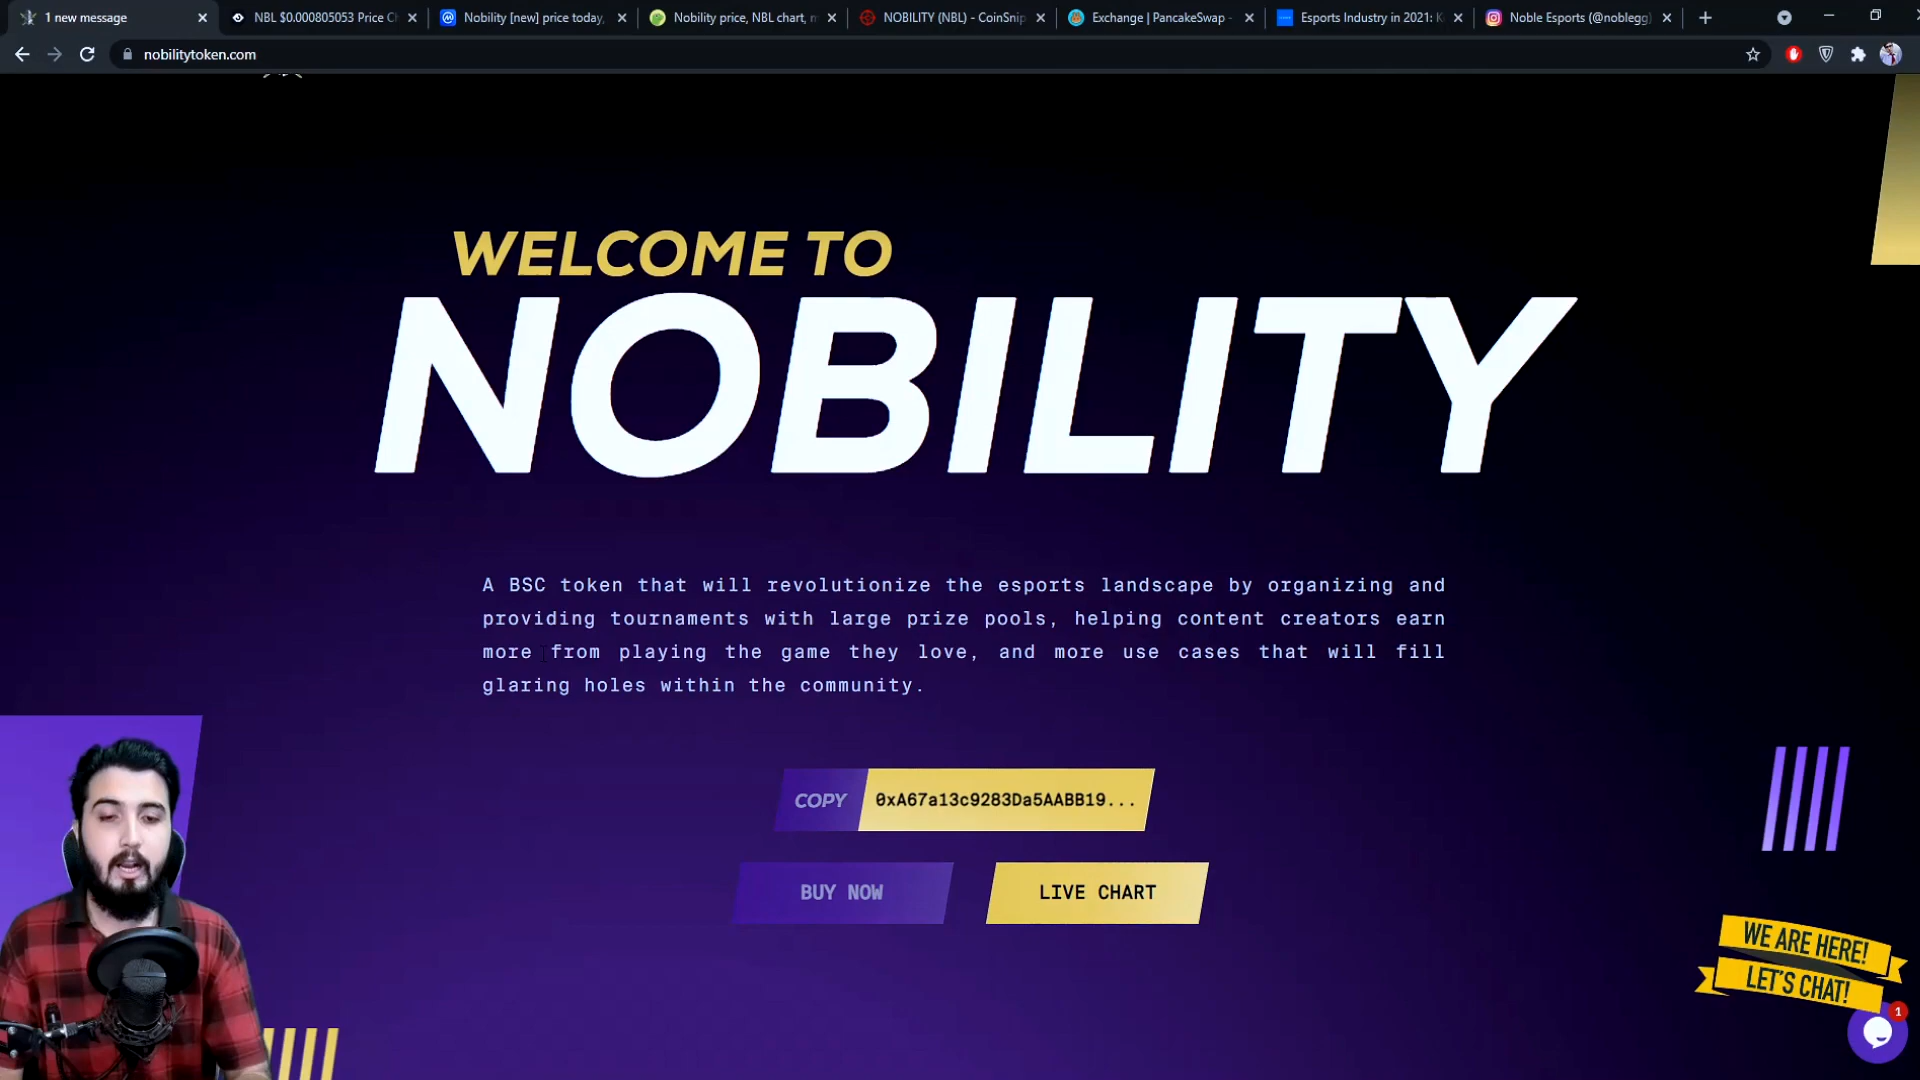 1 new message
NBL $0.000805053 Price C
Nobility [new] price today,
Nobility price, NBL chart, m
NOBILITY (NBL) - CoinSnip
Exchange | PancakeSwap -
Esports Industry in 2021: K
Noble Esports (@noblegg)
nobilitytoken.com
WELCOME TO
NOBILITY
A BSC token that will revolutionize the esports landscape by organizing and
providing tournaments with large prize pools, helping content creators earn
more from playing the game they love, and more use cases that will fill
glaring holes within the community.
COPY 0xA67a13c9283Da5AABB19...
BUY NOW
LIVE CHART
WE ARE HERE!
LET'S CHAT!
1